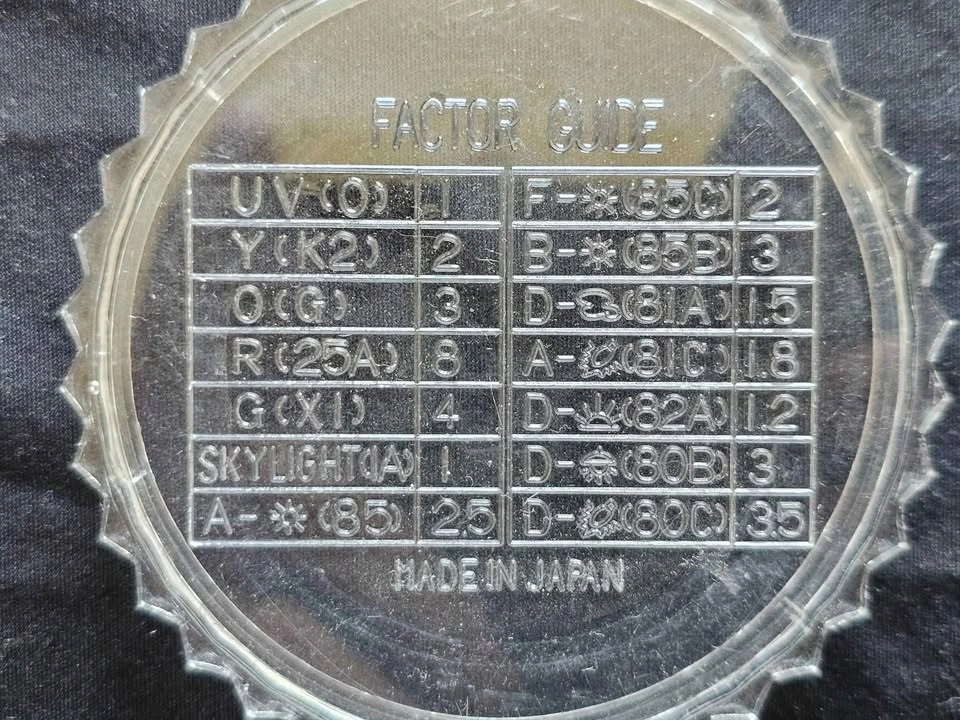 FACTOR GUIDE
UV(O) 1 F-☀(85C) 2
Y(K2) 2 B-☀(85B) 3
O(G) 3 D-☁(81A) 1.5
R(25A) 8 A-(81C) 1.8
G(X1) 4 D-(82A) 1.2
SKYLIGHT(1A) 1 D-(80B) 3
A-☀(85) 2.5 D-(80C) 3.5
MADE IN JAPAN